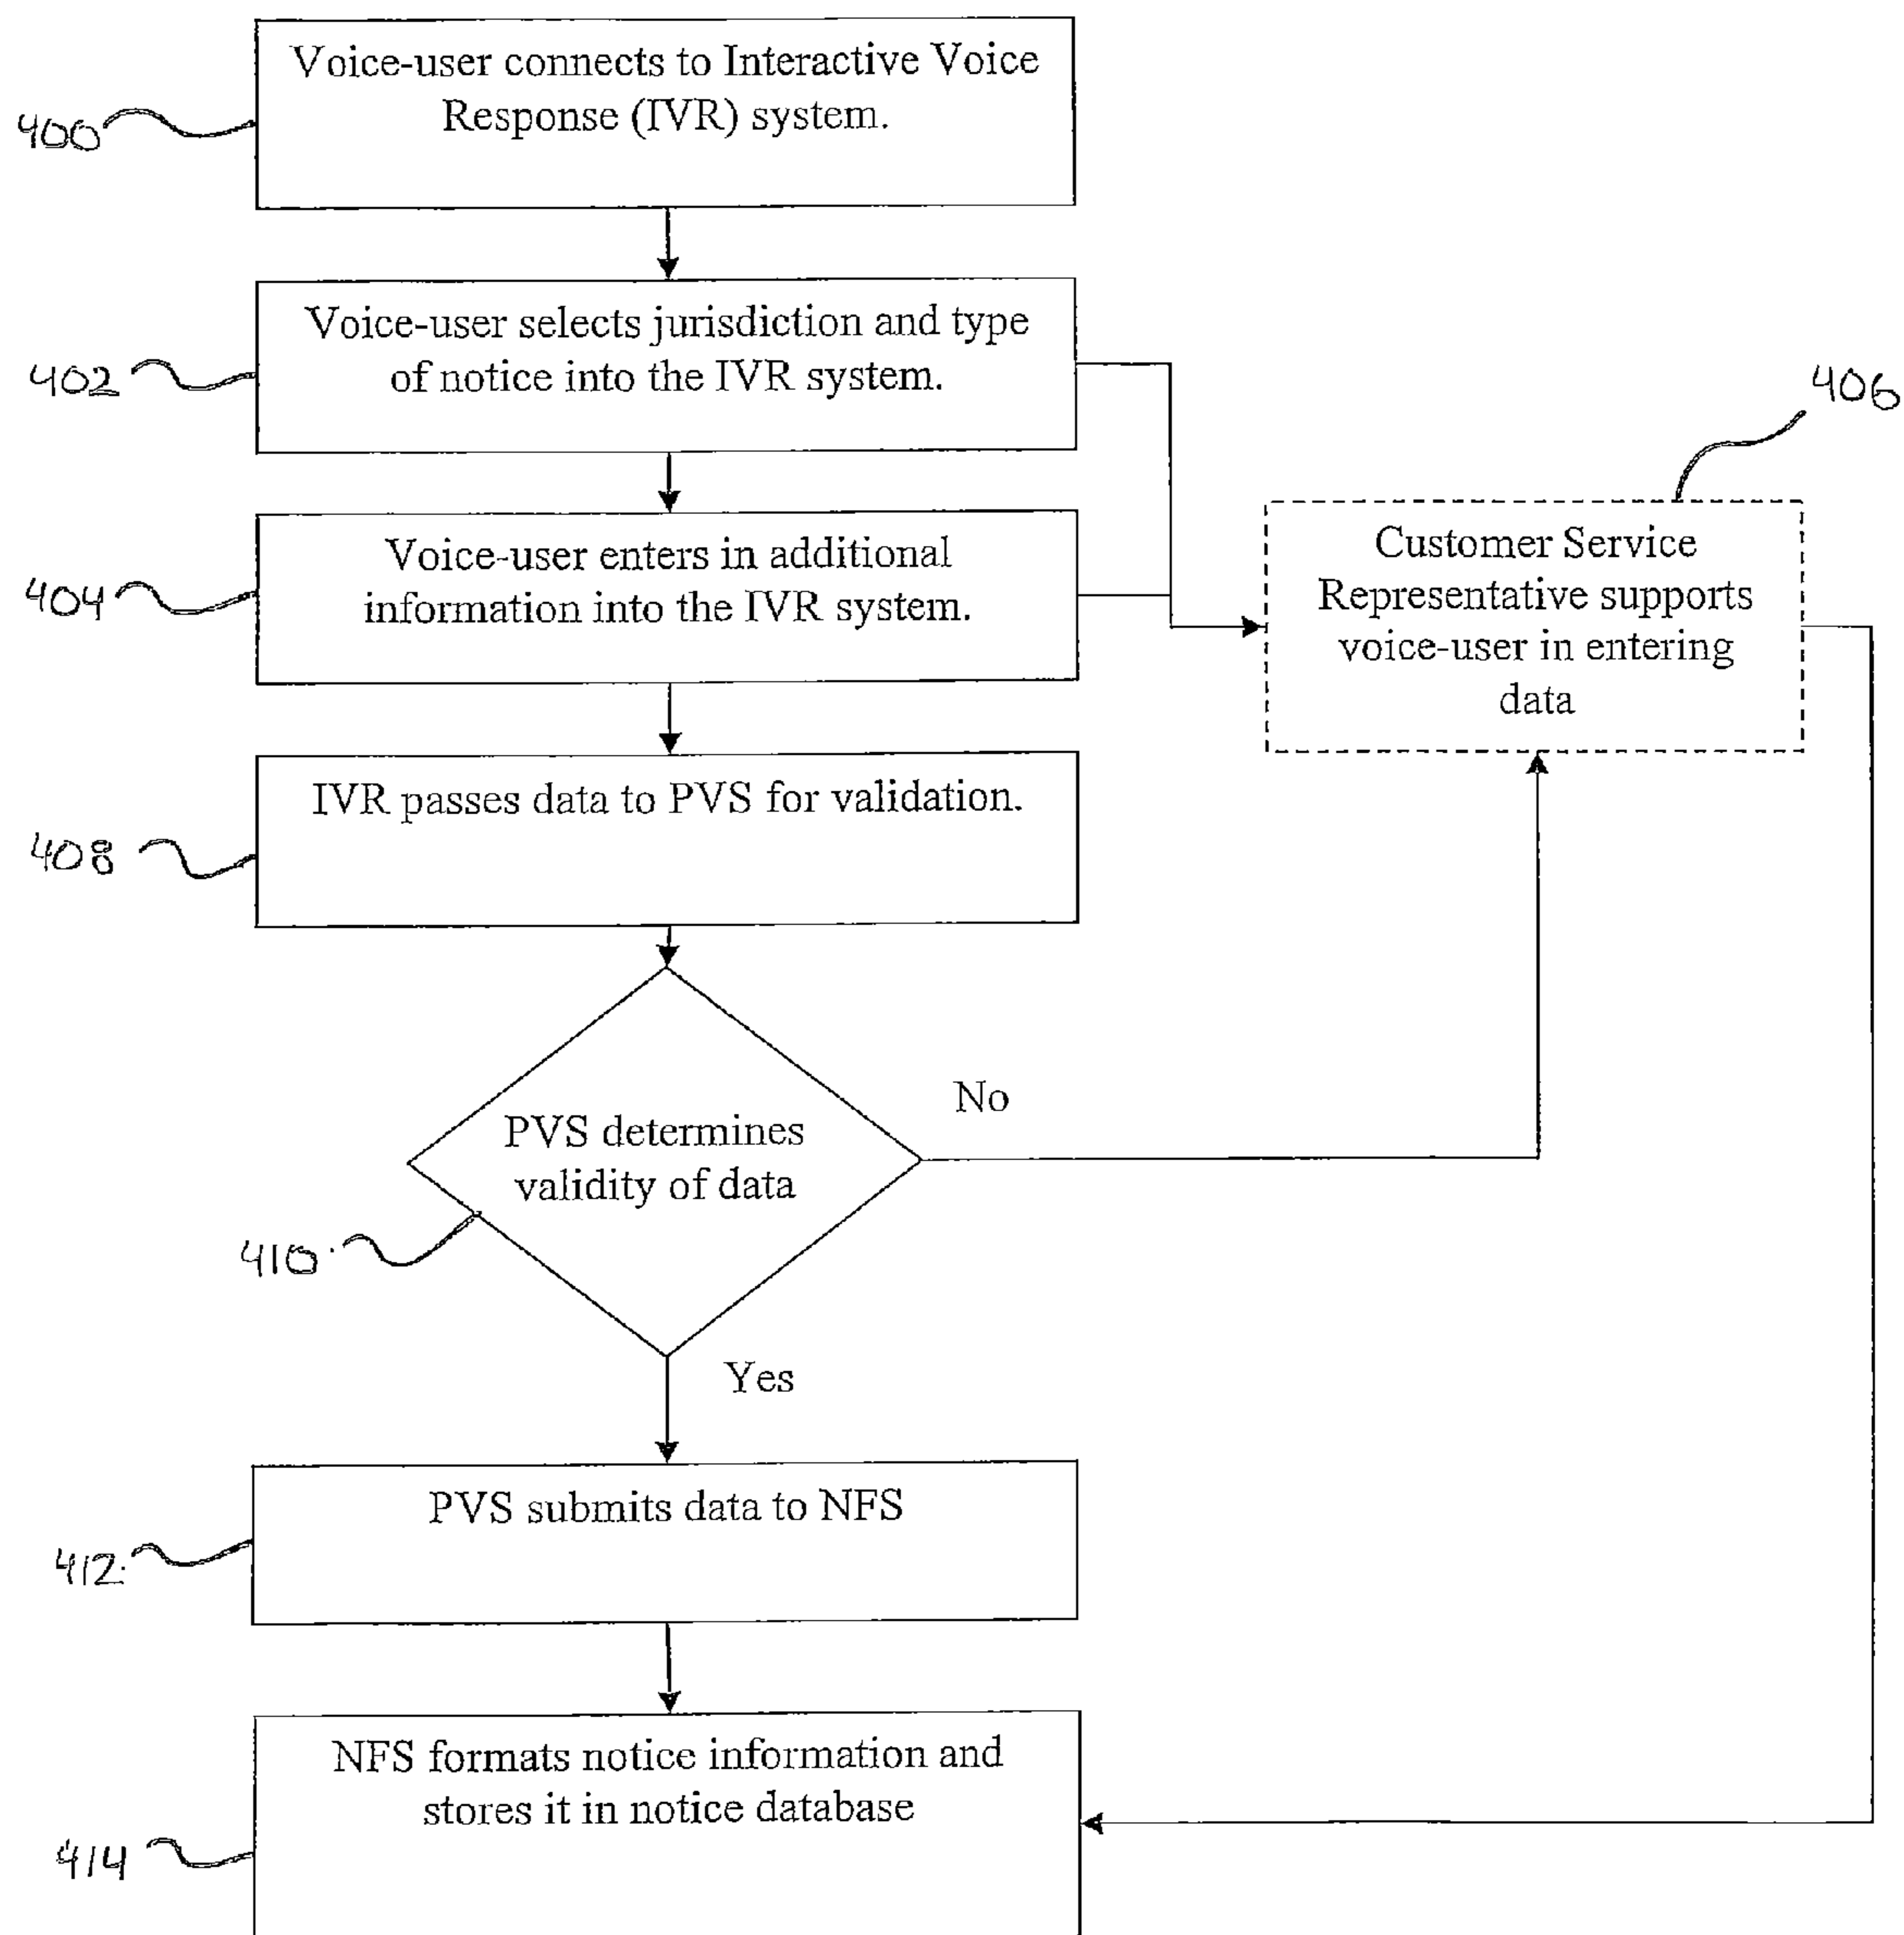 Voice-user connects to Interactive Voice
Response (IVR) system.
400
Voice-user selects jurisdiction and type
of notice into the IVR system.
402
406
Voice-user enters in additional
information into the IVR system.
404
Customer Service
Representative supports
voice-user in entering
data
IVR passes data to PVS for validation.
408
No
PVS determines
validity of data
410
Yes
PVS submits data to NFS
412
NFS formats notice information and
stores it in notice database
414